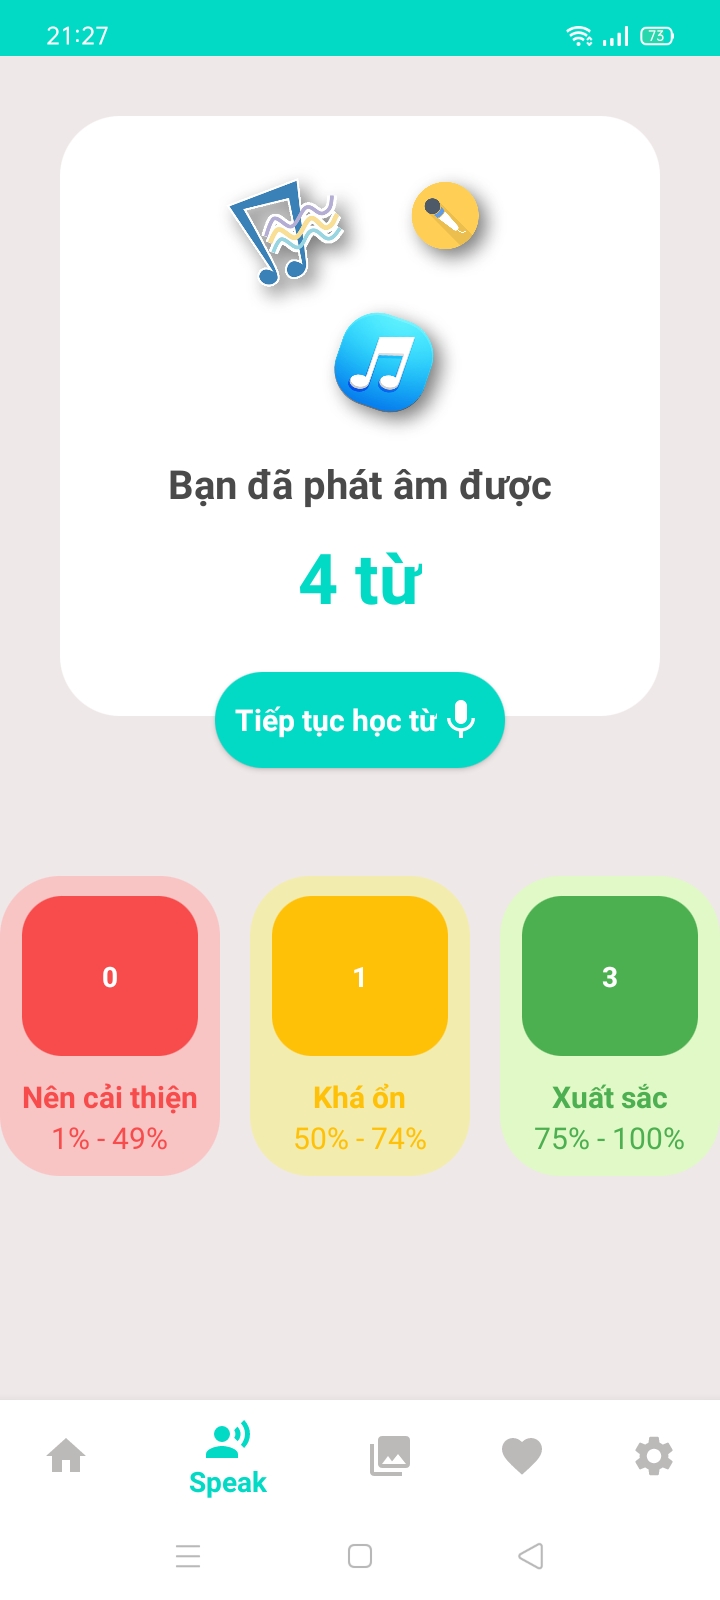 21:27
73
Bạn đã phát âm được
4 từ
Tiếp tục học từ
0
1
3
Nên cải thiện
Khá ổn
Xuất sắc
1% - 49%
50% - 74%
75% - 100%
Speak